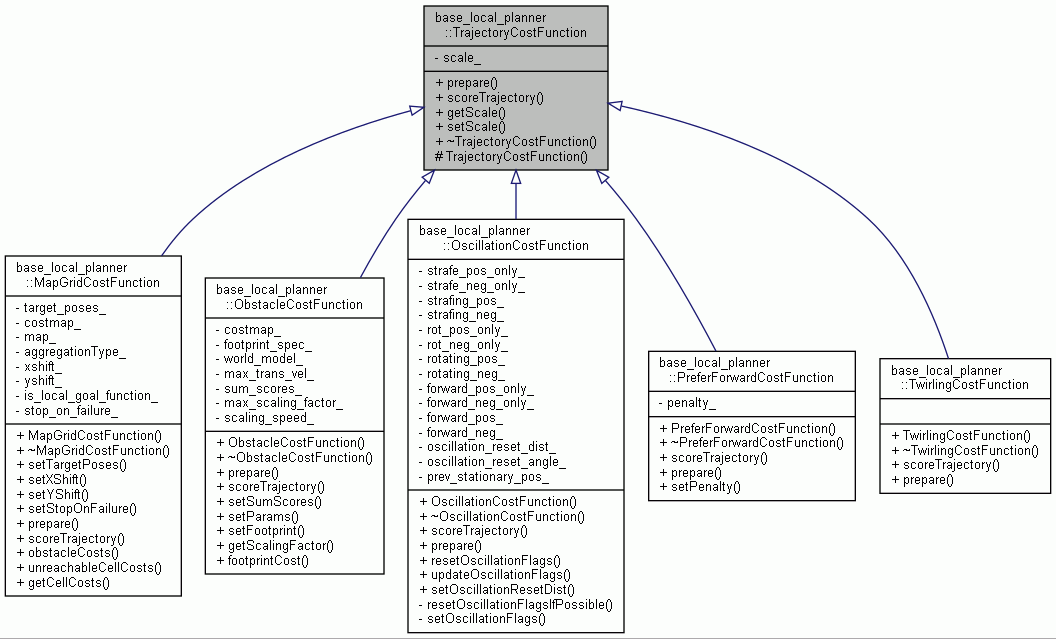 base_local_planner
::TrajectoryCostFunction
- scale_
+ prepare()
+ scoreTrajectory()
+ getScale()
+ setScale()
+ ~TrajectoryCostFunction()
# TrajectoryCostFunction()
base_local_planner
::MapGridCostFunction
- target_poses_
- costmap_
- map_
- aggregationType_
- xshift_
- yshift_
- is_local_goal_function_
- stop_on_failure_
+ MapGridCostFunction()
+ ~MapGridCostFunction()
+ setTargetPoses()
+ setXShift()
+ setYShift()
+ setStopOnFailure()
+ prepare()
+ scoreTrajectory()
+ obstacleCosts()
+ unreachableCellCosts()
+ getCellCosts()
base_local_planner
::ObstacleCostFunction
- costmap_
- footprint_spec_
- world_model_
- max_trans_vel_
- sum_scores_
- max_scaling_factor_
- scaling_speed_
+ ObstacleCostFunction()
+ ~ObstacleCostFunction()
+ prepare()
+ scoreTrajectory()
+ setSumScores()
+ setParams()
+ setFootprint()
+ getScalingFactor()
+ footprintCost()
base_local_planner
::OscillationCostFunction
- strafe_pos_only_
- strafe_neg_only_
- strafing_pos_
- strafing_neg_
- rot_pos_only_
- rot_neg_only_
- rotating_pos_
- rotating_neg_
- forward_pos_only_
- forward_neg_only_
- forward_pos_
- forward_neg_
- oscillation_reset_dist_
- oscillation_reset_angle_
- prev_stationary_pos_
+ OscillationCostFunction()
+ ~OscillationCostFunction()
+ scoreTrajectory()
+ prepare()
+ resetOscillationFlags()
+ updateOscillationFlags()
+ setOscillationResetDist()
- resetOscillationFlagsIfPossible()
- setOscillationFlags()
base_local_planner
::PreferForwardCostFunction
- penalty_
+ PreferForwardCostFunction()
+ ~PreferForwardCostFunction()
+ scoreTrajectory()
+ prepare()
+ setPenalty()
base_local_planner
::TwirlingCostFunction
+ TwirlingCostFunction()
+ ~TwirlingCostFunction()
+ scoreTrajectory()
+ prepare()